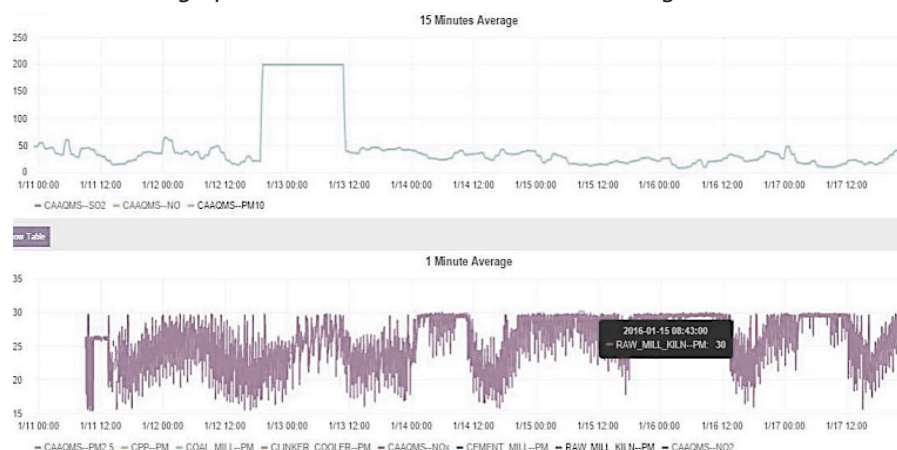 15 Minutes Average
250
200
150
100
50
0
1/11 00:00 1/11 12:00 1/12 00:00 1/12 12:00 1/13 00:00 1/13 12:00 1/14 00:00 1/14 12:00 1/15 00:00 1/15 12:00 1/16 00:00 1/16 12:00 1/17 00:00 1/17 12:00
CAAQMS--SO2 CAAQMS--NO CAAQMS--PM10
ow Table
1 Minute Average
35
30
25
20
15
2016-01-15 08:43:00
RAW_MILL_KILN--PM: 30
1/11 00:00 1/11 12:00 1/12 00:00 1/12 12:00 1/13 00:00 1/13 12:00 1/14 00:00 1/14 12:00 1/15 00:00 1/15 12:00 1/16 00:00 1/16 12:00 1/17 00:00 1/17 12:00
CAAQMS--PM2.5 CPP--PM COAL_MILL--PM CLINKER_COOLER--PM CAAQMS--NOx CEMENT_MILL--PM RAW_MILL_KILN--PM CAAQMS--NO2